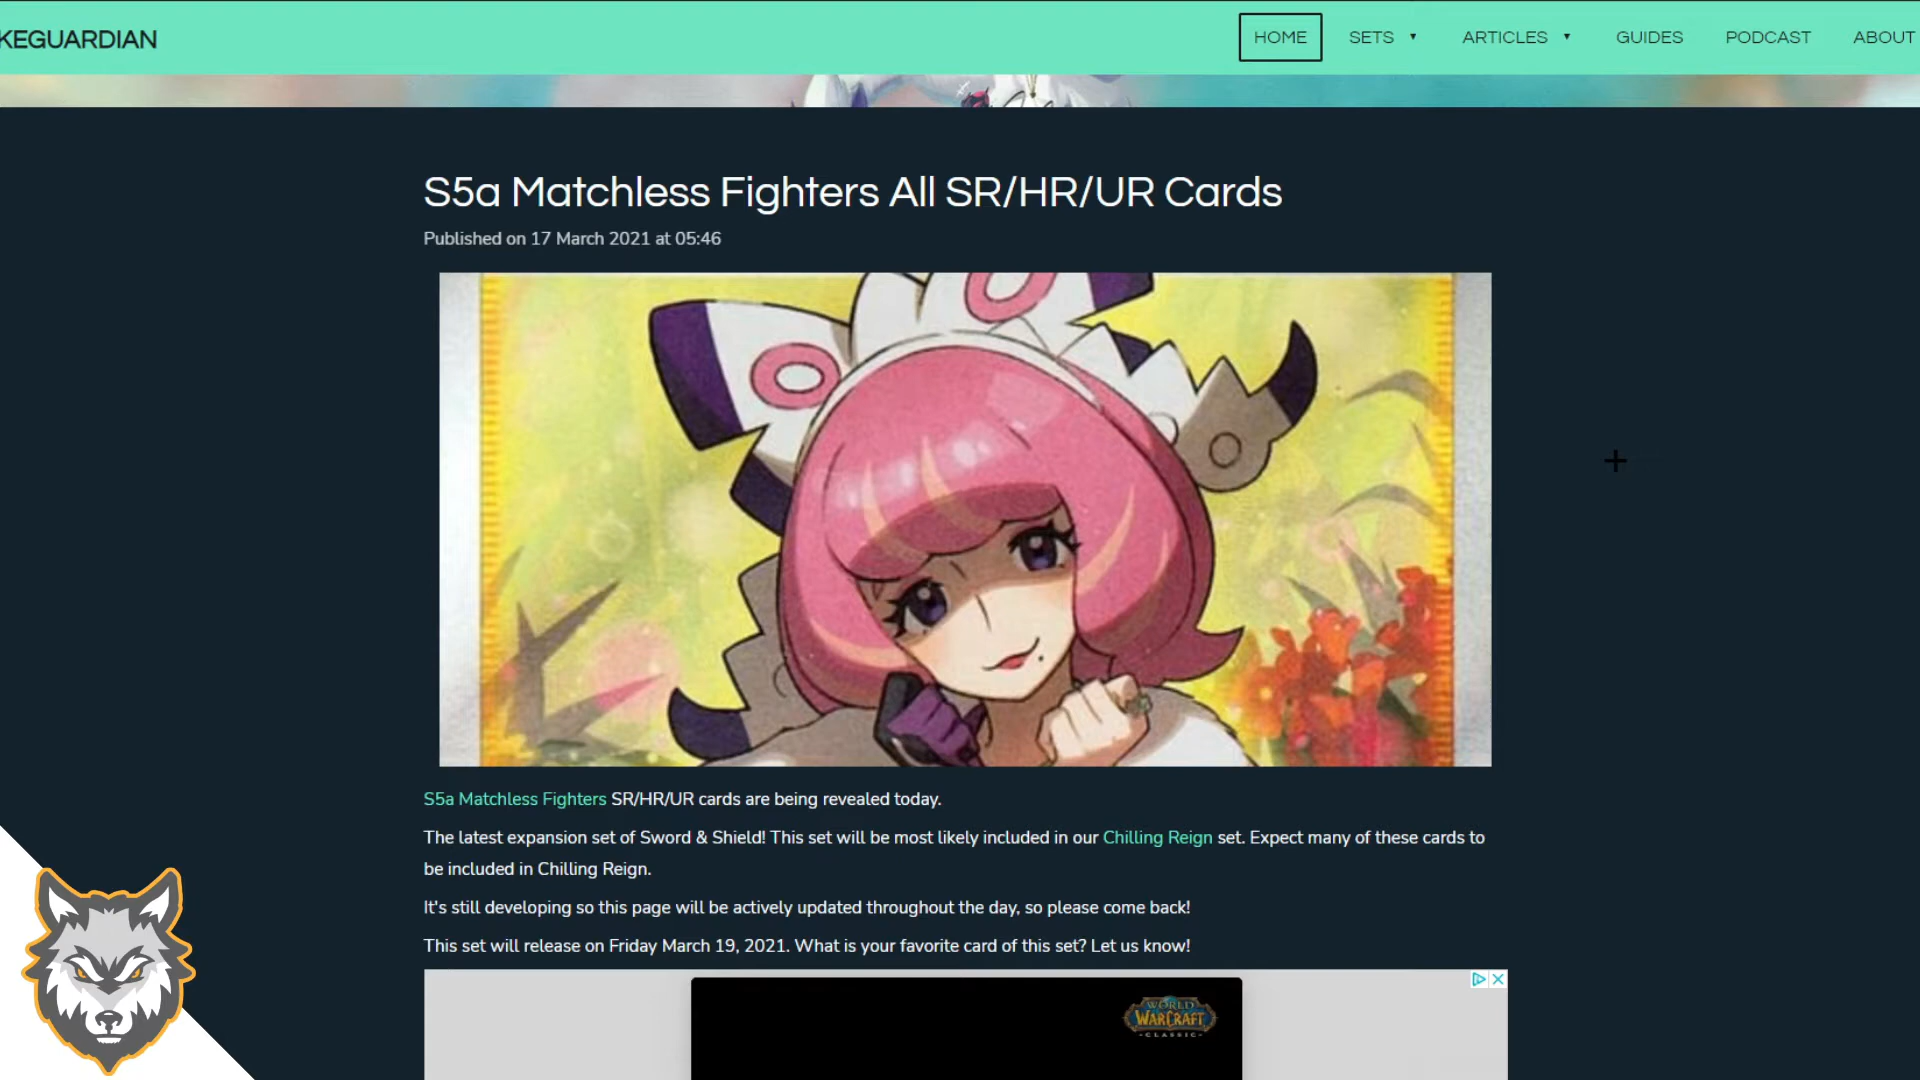 KEGUARDIAN
HOME
SETS
ARTICLES
GUIDES
PODCAST
ABOUT
S5a Matchless Fighters All SR/HR/UR Cards
Published on 17 March 2021 at 05:46
S5a Matchless Fighters SR/HR/UR cards are being revealed today.
The latest expansion set of Sword & Shield! This set will be most likely included in our Chilling Reign set. Expect many of these cards to
be included in Chilling Reign.
It's still developing so this page will be actively updated throughout the day, so please come back!
This set will release on Friday March 19, 2021. What is your favorite card of this set? Let us know!
WORLD
WARCRAFT
CLASSIC